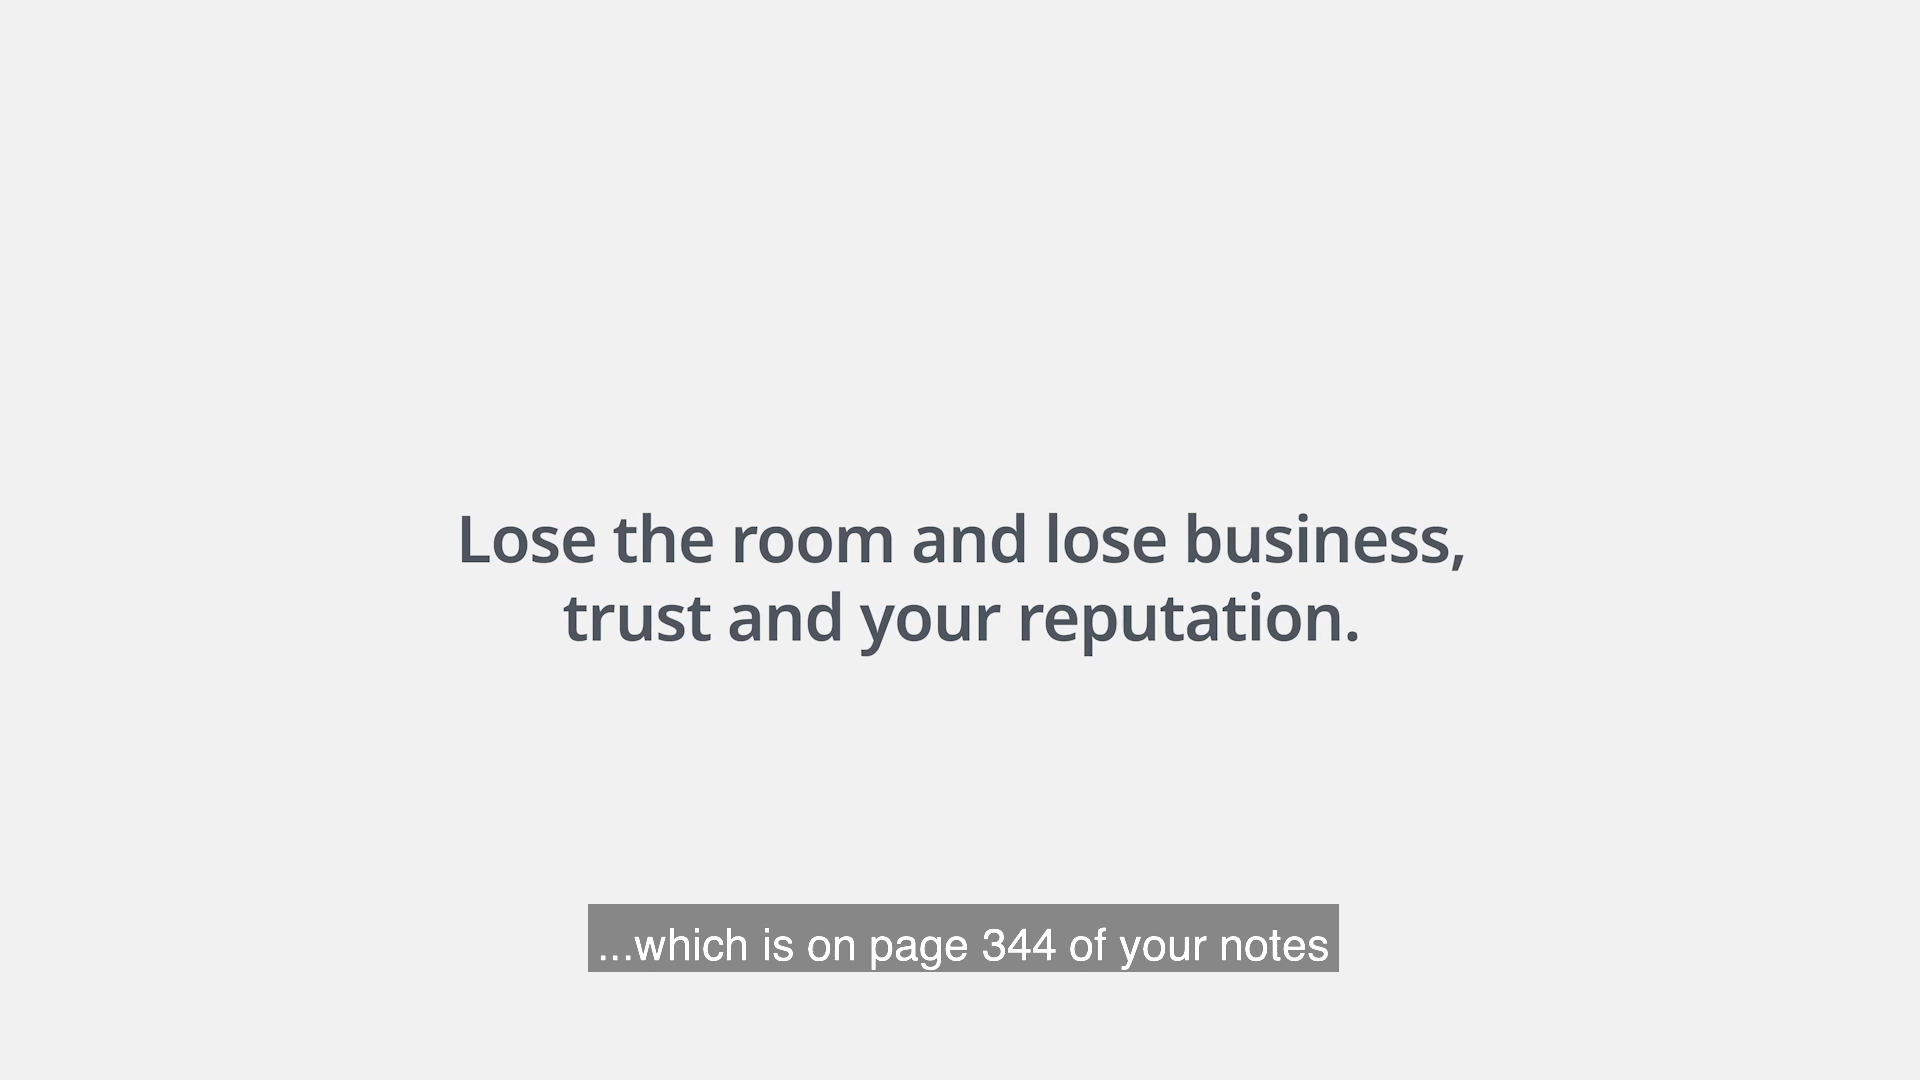 Lose the room and lose business,
trust and your reputation.
...which is on page 344 of your notes